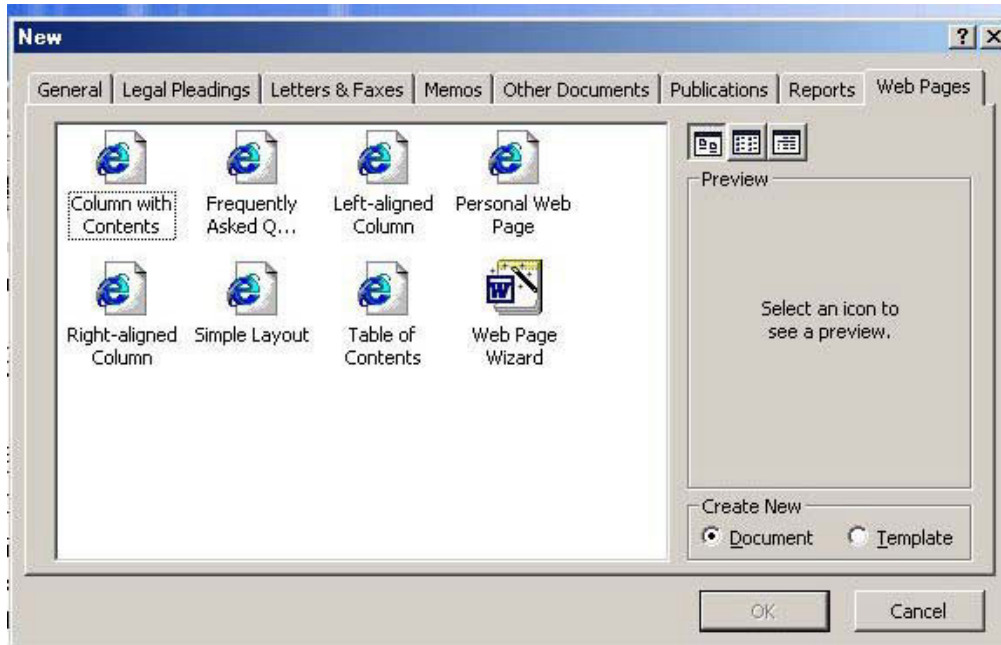 New
General Legal Pleadings Letters & Faxes Memos Other Documents Publications Reports Web Pages
Column with Contents
Frequently Asked Q...
Left-aligned Column
Personal Web Page
Right-aligned Column
Simple Layout
Table of Contents
Web Page Wizard
Preview
Select an icon to
see a preview.
Create New
Document Template
OK Cancel